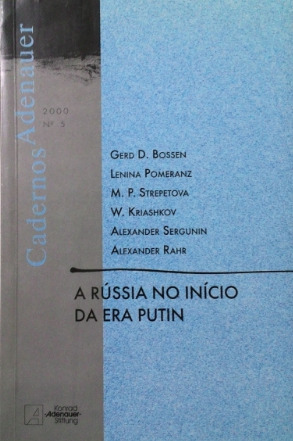 Cadernos Adenauer
2000
Nº 5
GERD D. BOSSEN
LENINA POMERANZ
M. P. STREPETOVA
W. KRIASHKOV
ALEXANDER SERGUNIN
ALEXANDER RAHR
A RÚSSIA NO INÍCIO
DA ERA PUTIN
A
Konrad
Adenauer-
Stiftung